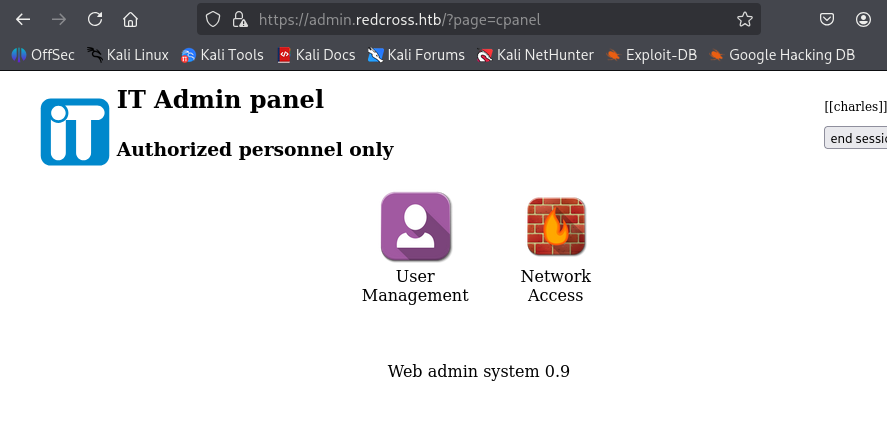 https://admin.redcross.htb/?page=cpanel
OffSec Kali Linux Kali Tools Kali Docs Kali Forums Kali NetHunter Exploit-DB Google Hacking DB
iT
IT Admin panel
[[charles]]
Authorized personnel only
end sessio
User
Management
Network
Access
Web admin system 0.9